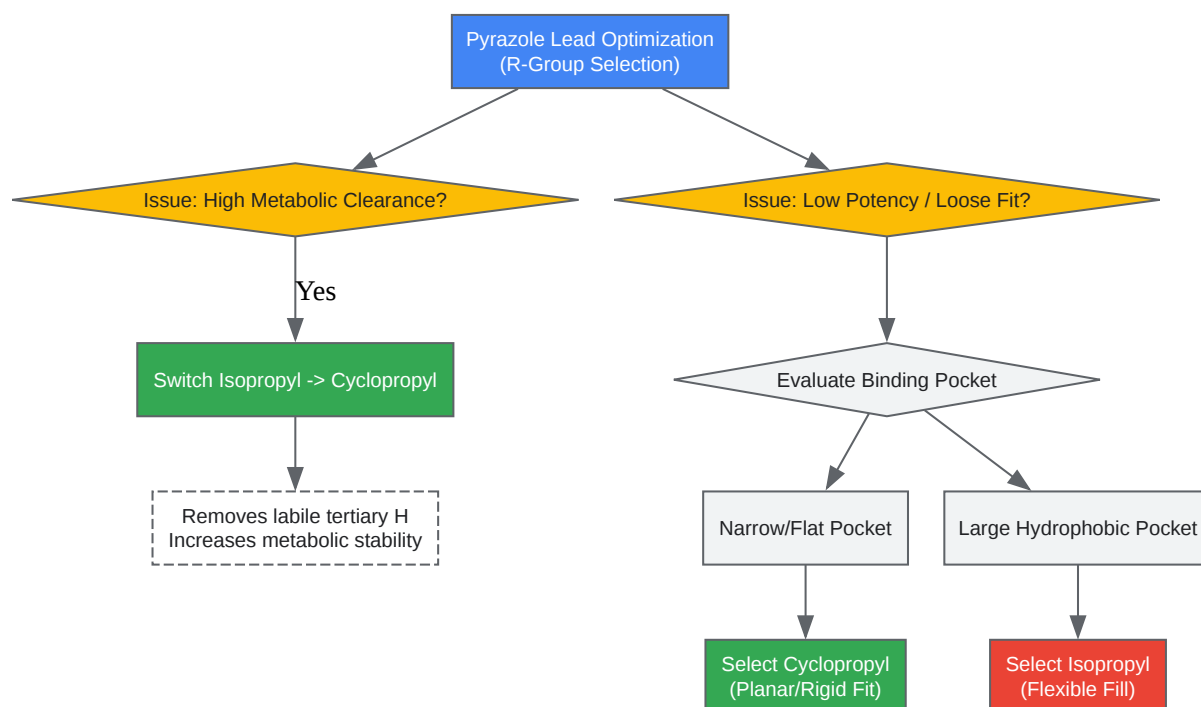 Pyrazole Lead Optimization
(R-Group Selection)
Issue: High Metabolic Clearance?
Issue: Low Potency / Loose Fit?
Yes
Switch Isopropyl -> Cyclopropyl
Evaluate Binding Pocket
Removes labile tertiary H
Increases metabolic stability
Narrow/Flat Pocket
Large Hydrophobic Pocket
Select Cyclopropyl
(Planar/Rigid Fit)
Select Isopropyl
(Flexible Fill)